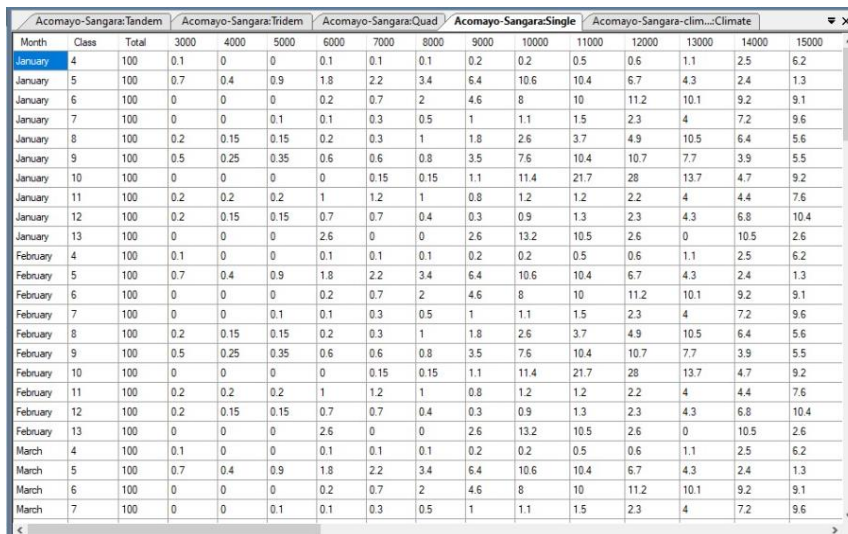 Acomayo-Sangara:Tandem Acomayo-Sangara:Tridem Acomayo-Sangara:Quad Acomayo-Sangara:Single Acomayo-Sangara-clim...:Climate
Month Class Total 3000 4000 5000 6000 7000 8000 9000 10000 11000 12000 13000 14000 15000
January 4 100 0.1 0 0 0.1 0.1 0.1 0.2 0.2 0.5 0.6 1.1 2.5 6.2
January 5 100 0.7 0.4 0.9 1.8 2.2 3.4 6.4 10.6 10.4 6.7 4.3 2.4 1.3
January 6 100 0 0 0 0.2 0.7 2 4.6 8 10 11.2 10.1 9.2 9.1
January 7 100 0 0 0.1 0.1 0.3 0.5 1 1.1 1.5 2.3 4 7.2 9.6
January 8 100 0.2 0.15 0.15 0.2 0.3 1 1.8 2.6 3.7 4.9 10.5 6.4 5.6
January 9 100 0.5 0.25 0.35 0.6 0.6 0.8 3.5 7.6 10.4 10.7 7.7 3.9 5.5
January 10 100 0 0 0 0 0.15 0.15 1.1 11.4 21.7 28 13.7 4.7 9.2
January 11 100 0.2 0.2 0.2 1 1.2 1 0.8 1.2 1.2 2.2 4 4.4 7.6
January 12 100 0.2 0.15 0.15 0.7 0.7 0.4 0.3 0.9 1.3 2.3 4.3 6.8 10.4
January 13 100 0 0 0 2.6 0 0 2.6 13.2 10.5 2.6 0 10.5 2.6
February 4 100 0.1 0 0 0.1 0.1 0.1 0.2 0.2 0.5 0.6 1.1 2.5 6.2
February 5 100 0.7 0.4 0.9 1.8 2.2 3.4 6.4 10.6 10.4 6.7 4.3 2.4 1.3
February 6 100 0 0 0 0.2 0.7 2 4.6 8 10 11.2 10.1 9.2 9.1
February 7 100 0 0 0.1 0.1 0.3 0.5 1 1.1 1.5 2.3 4 7.2 9.6
February 8 100 0.2 0.15 0.15 0.2 0.3 1 1.8 2.6 3.7 4.9 10.5 6.4 5.6
February 9 100 0.5 0.25 0.35 0.6 0.6 0.8 3.5 7.6 10.4 10.7 7.7 3.9 5.5
February 10 100 0 0 0 0 0.15 0.15 1.1 11.4 21.7 28 13.7 4.7 9.2
February 11 100 0.2 0.2 0.2 1 1.2 1 0.8 1.2 1.2 2.2 4 4.4 7.6
February 12 100 0.2 0.15 0.15 0.7 0.7 0.4 0.3 0.9 1.3 2.3 4.3 6.8 10.4
February 13 100 0 0 0 2.6 0 0 2.6 13.2 10.5 2.6 0 10.5 2.6
March 4 100 0.1 0 0 0.1 0.1 0.1 0.2 0.2 0.5 0.6 1.1 2.5 6.2
March 5 100 0.7 0.4 0.9 1.8 2.2 3.4 6.4 10.6 10.4 6.7 4.3 2.4 1.3
March 6 100 0 0 0 0.2 0.7 2 4.6 8 10 11.2 10.1 9.2 9.1
March 7 100 0 0 0.1 0.1 0.3 0.5 1 1.1 1.5 2.3 4 7.2 9.6